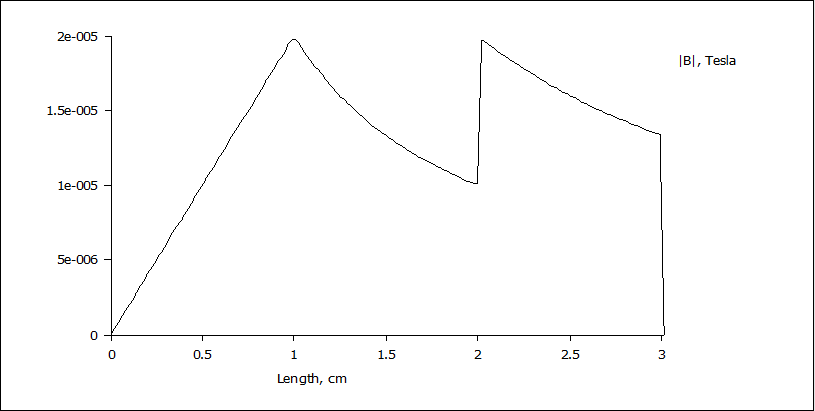 2e-005
|B|, Tesla
1.5e-005
1e-005
5e-006
0
0 0.5 1 1.5 2 2.5 3
Length, cm